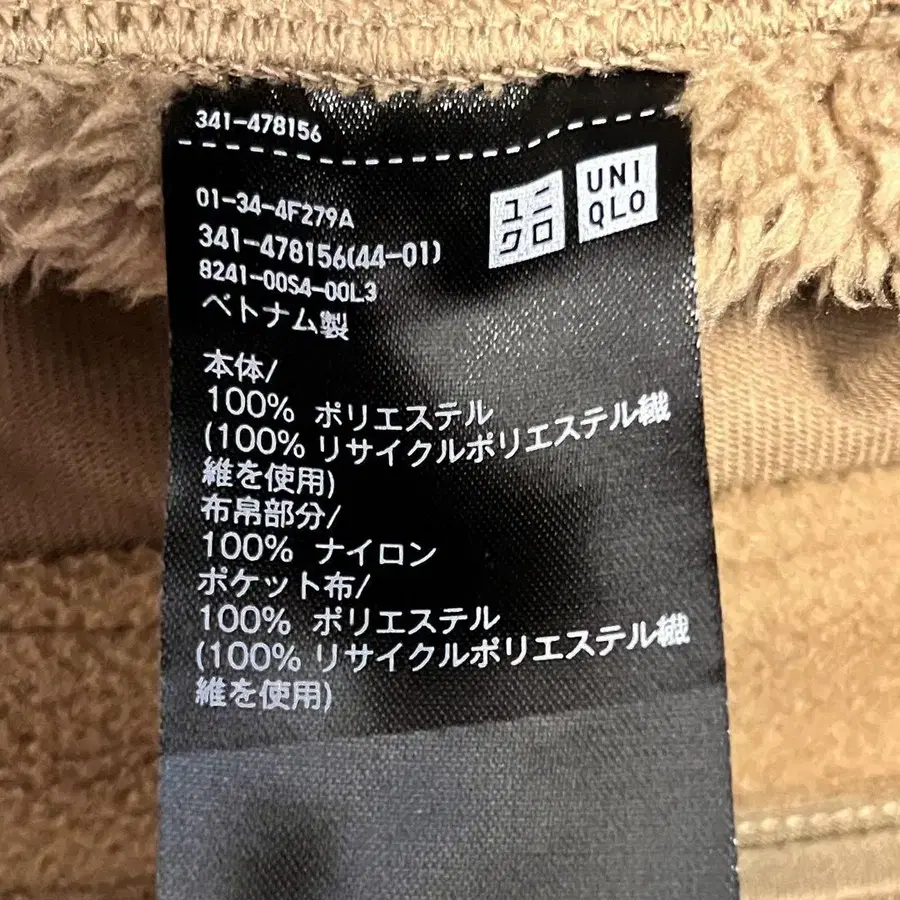 341-478156
01-34-4F279A
341-478156(44-01)
8241-00S4-00L3
ベトナム製
ユニ
クロ
UNI
QLO
本体/
100% ポリエステル
(100% リサイクルポリエステル繊
維を使用)
布帛部分/
100% ナイロン
ポケット布/
100% ポリエステル
(100% リサイクルポリエステル繊
維を使用)